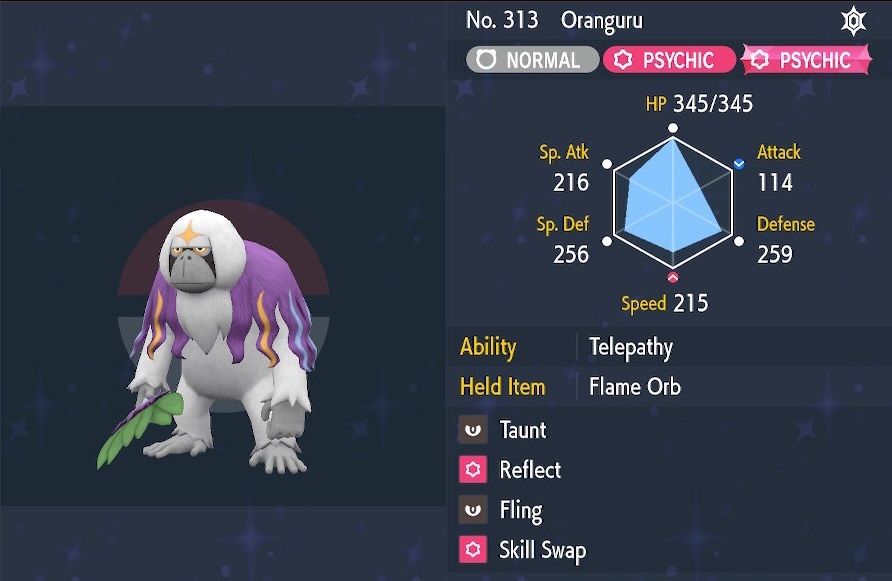 No. 313 Oranguru
NORMAL PSYCHIC PSYCHIC
HP 345/345
Sp. Atk
216
Attack
114
Sp. Def
256
Defense
259
Speed 215
Ability Telepathy
Held Item Flame Orb
Taunt
Reflect
Fling
Skill Swap